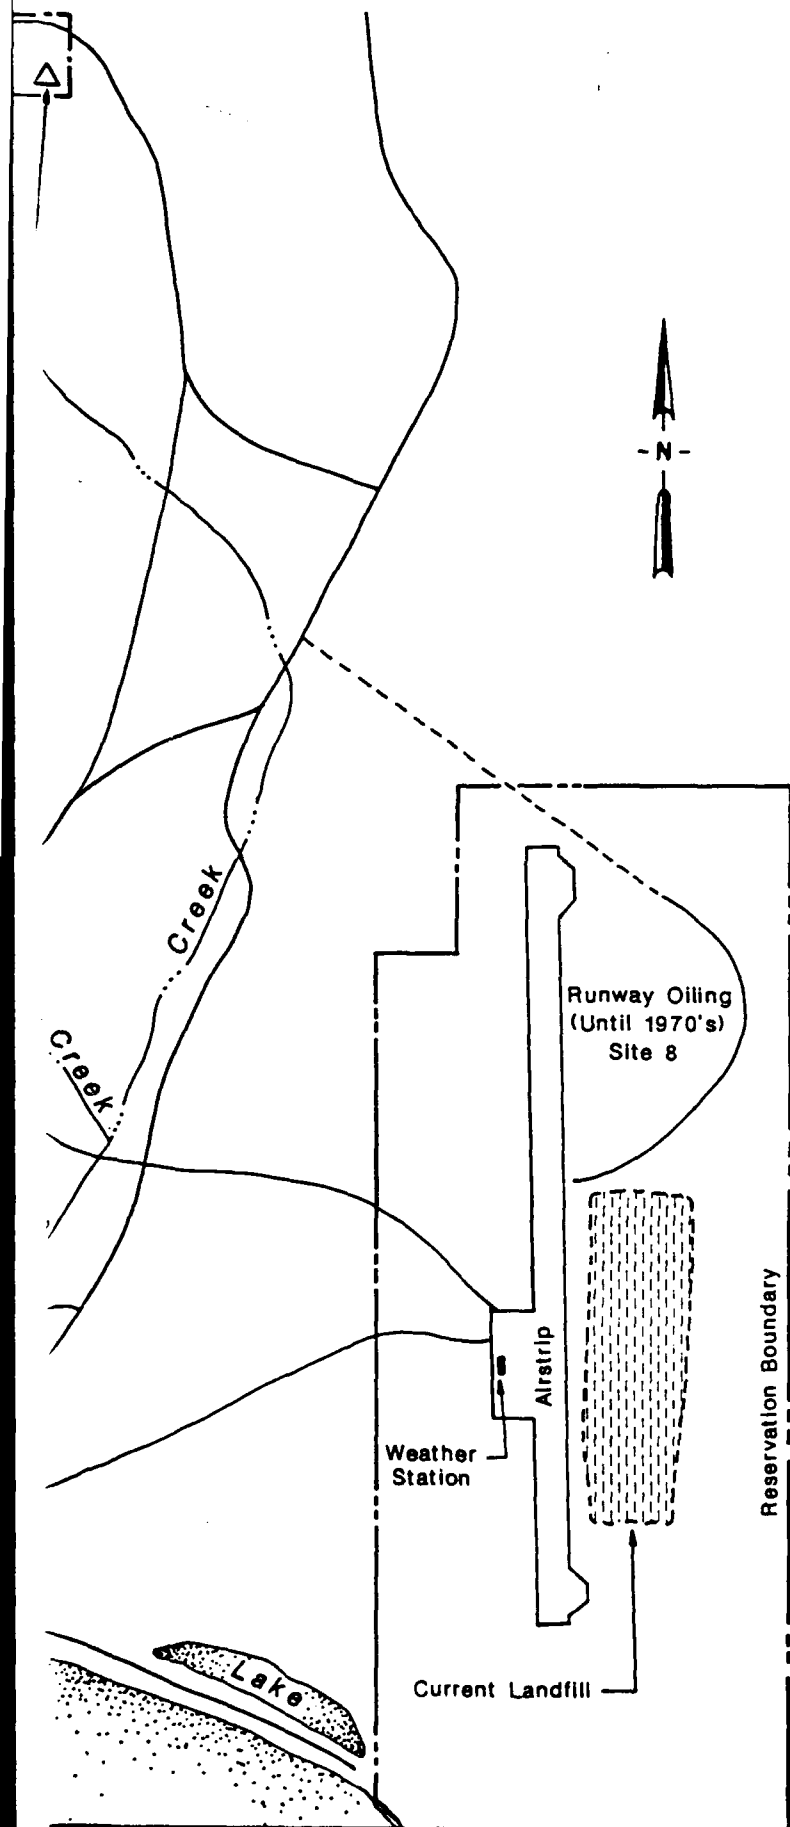 - N -
Creek
Runway Oiling
(Until 1970's)
Site 8
Creek
Reservation Boundary
Airstrip
Weather
Station
Lake
Current Landfill